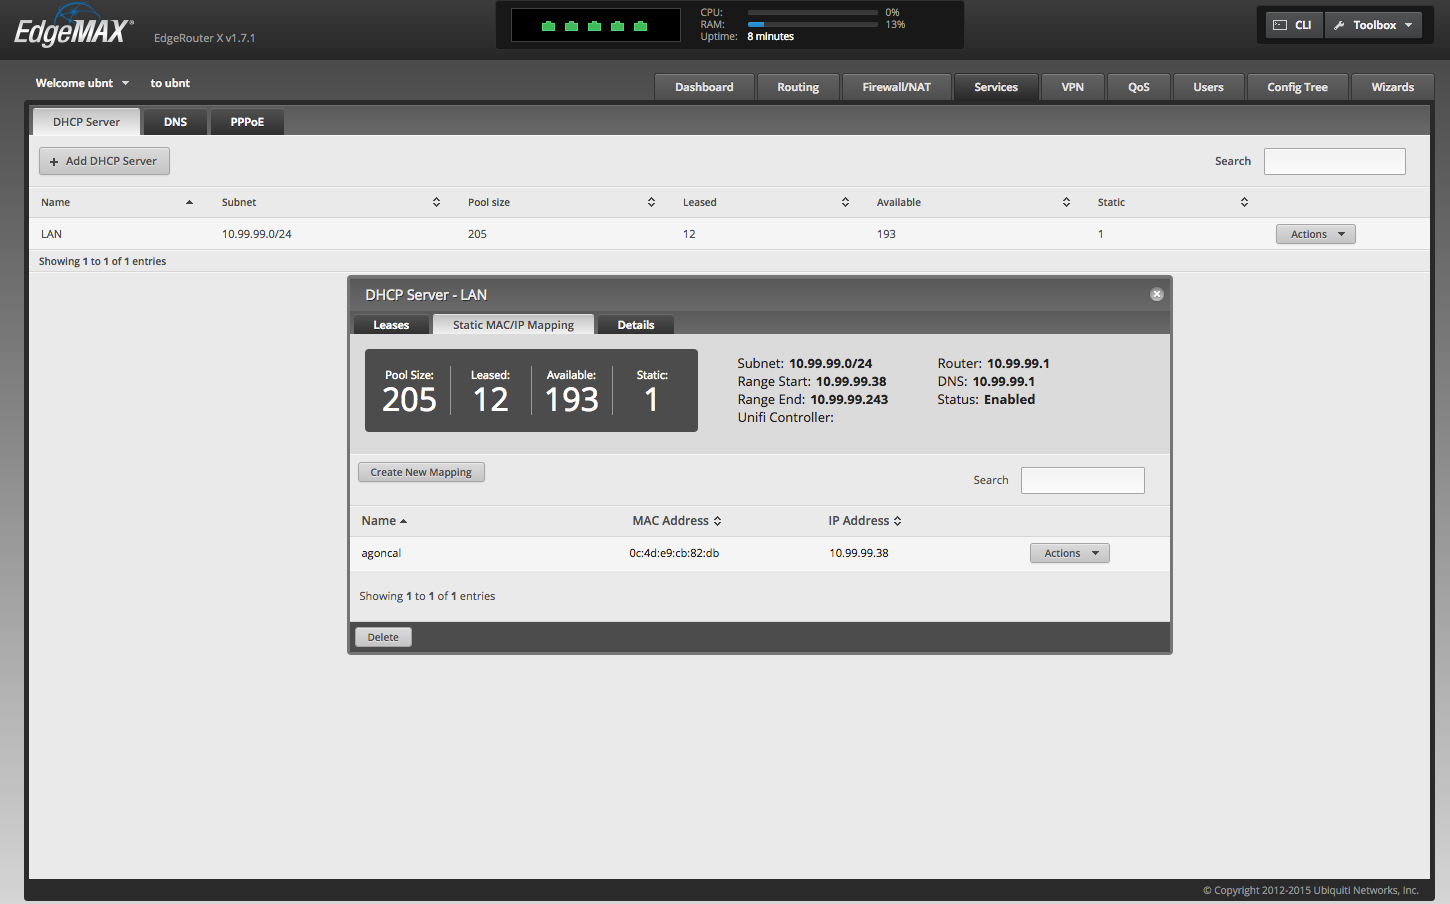 EdgeMAX®
EdgeRouter X v1.7.1
CPU: 0%
RAM: 13%
Uptime: 8 minutes
CLI
Toolbox
Welcome ubnt
to ubnt
Dashboard
Routing
Firewall/NAT
Services
VPN
QoS
Users
Config Tree
Wizards
DHCP Server
DNS
PPPoE
+ Add DHCP Server
Search
Name Subnet Pool size Leased Available Static
LAN 10.99.99.0/24 205 12 193 1 Actions
Showing 1 to 1 of 1 entries
DHCP Server - LAN
Leases
Static MAC/IP Mapping
Details
Pool Size: Leased: Available: Static:
205 12 193 1
Subnet: 10.99.99.0/24
Range Start: 10.99.99.38
Range End: 10.99.99.243
Unifi Controller:
Router: 10.99.99.1
DNS: 10.99.99.1
Status: Enabled
Create New Mapping
Search
Name MAC Address IP Address
agoncal 0c:4d:e9:cb:82:db 10.99.99.38 Actions
Showing 1 to 1 of 1 entries
Delete
© Copyright 2012-2015 Ubiquiti Networks, Inc.